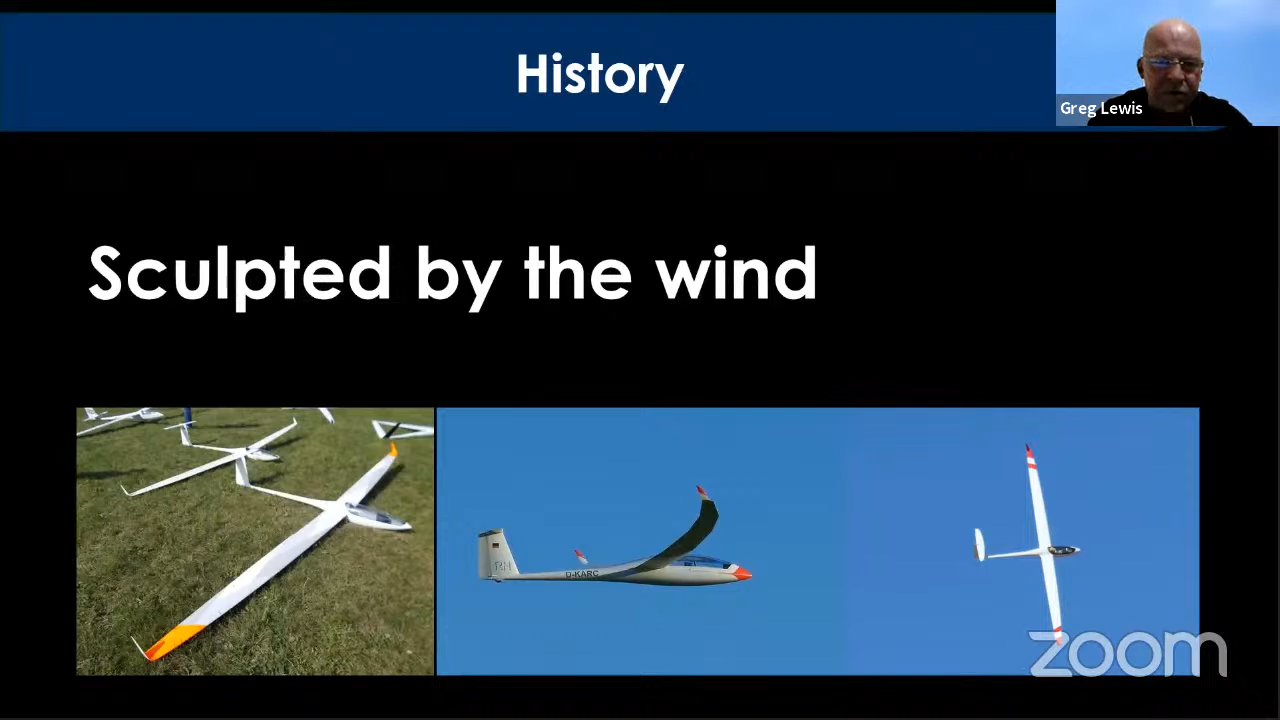 History
Greg Lewis
Sculpted by the wind
D-KARC
zoom